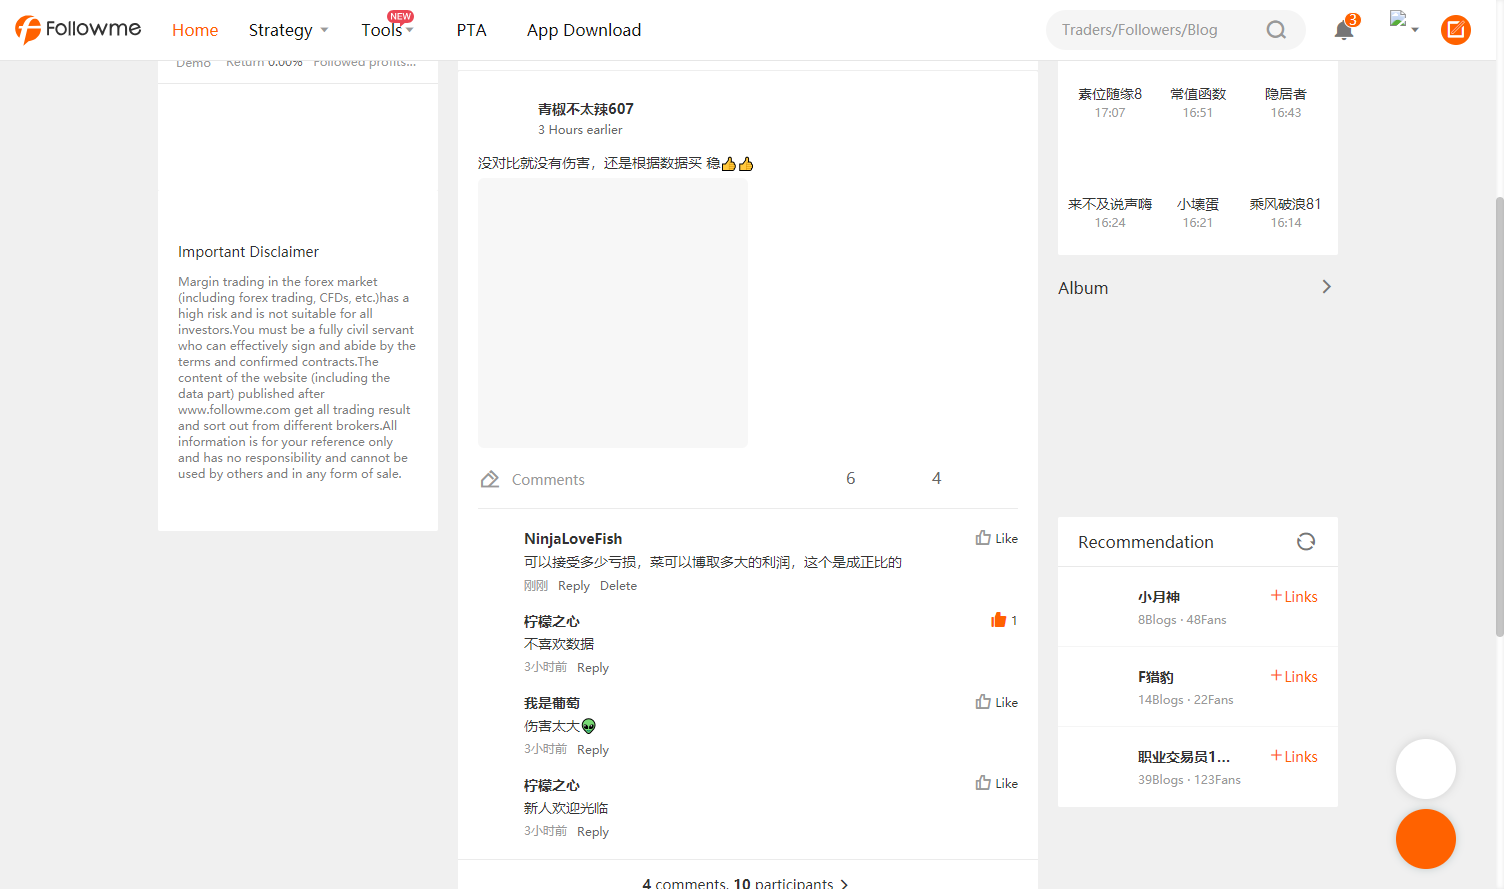 Followme
Home
Strategy
Tools
NEW
PTA
App Download
Traders/Followers/Blog
3
Demo
Return 0.00%
Followed profits...
Important Disclaimer
Margin trading in the forex market
(including forex trading, CFDs, etc.)has a
high risk and is not suitable for all
investors.You must be a fully civil servant
who can effectively sign and abide by the
terms and confirmed contracts.The
content of the website (including the
data part) published after
www.followme.com get all trading result
and sort out from different brokers.All
information is for your reference only
and has no responsibility and cannot be
used by others and in any form of sale.
青椒不太辣607
3 Hours earlier
没对比就没有伤害，还是根据数据买 稳👍👍
Comments
6
4
NinjaLoveFish
Like
可以接受多少亏损，菜可以博取多大的利润，这个是成正比的
刚刚 Reply Delete
柠檬之心
1
不喜欢数据
3小时前 Reply
我是葡萄
Like
伤害太大👽
3小时前 Reply
柠檬之心
Like
新人欢迎光临
3小时前 Reply
4 comments, 10 participants
素位随缘8
17:07
常值函数
16:51
隐居者
16:43
来不及说声嗨
16:24
小壞蛋
16:21
乘风破浪81
16:14
Album
Recommendation
小月神
+Links
8Blogs · 48Fans
F猎豹
+Links
14Blogs · 22Fans
职业交易员1...
+Links
39Blogs · 123Fans